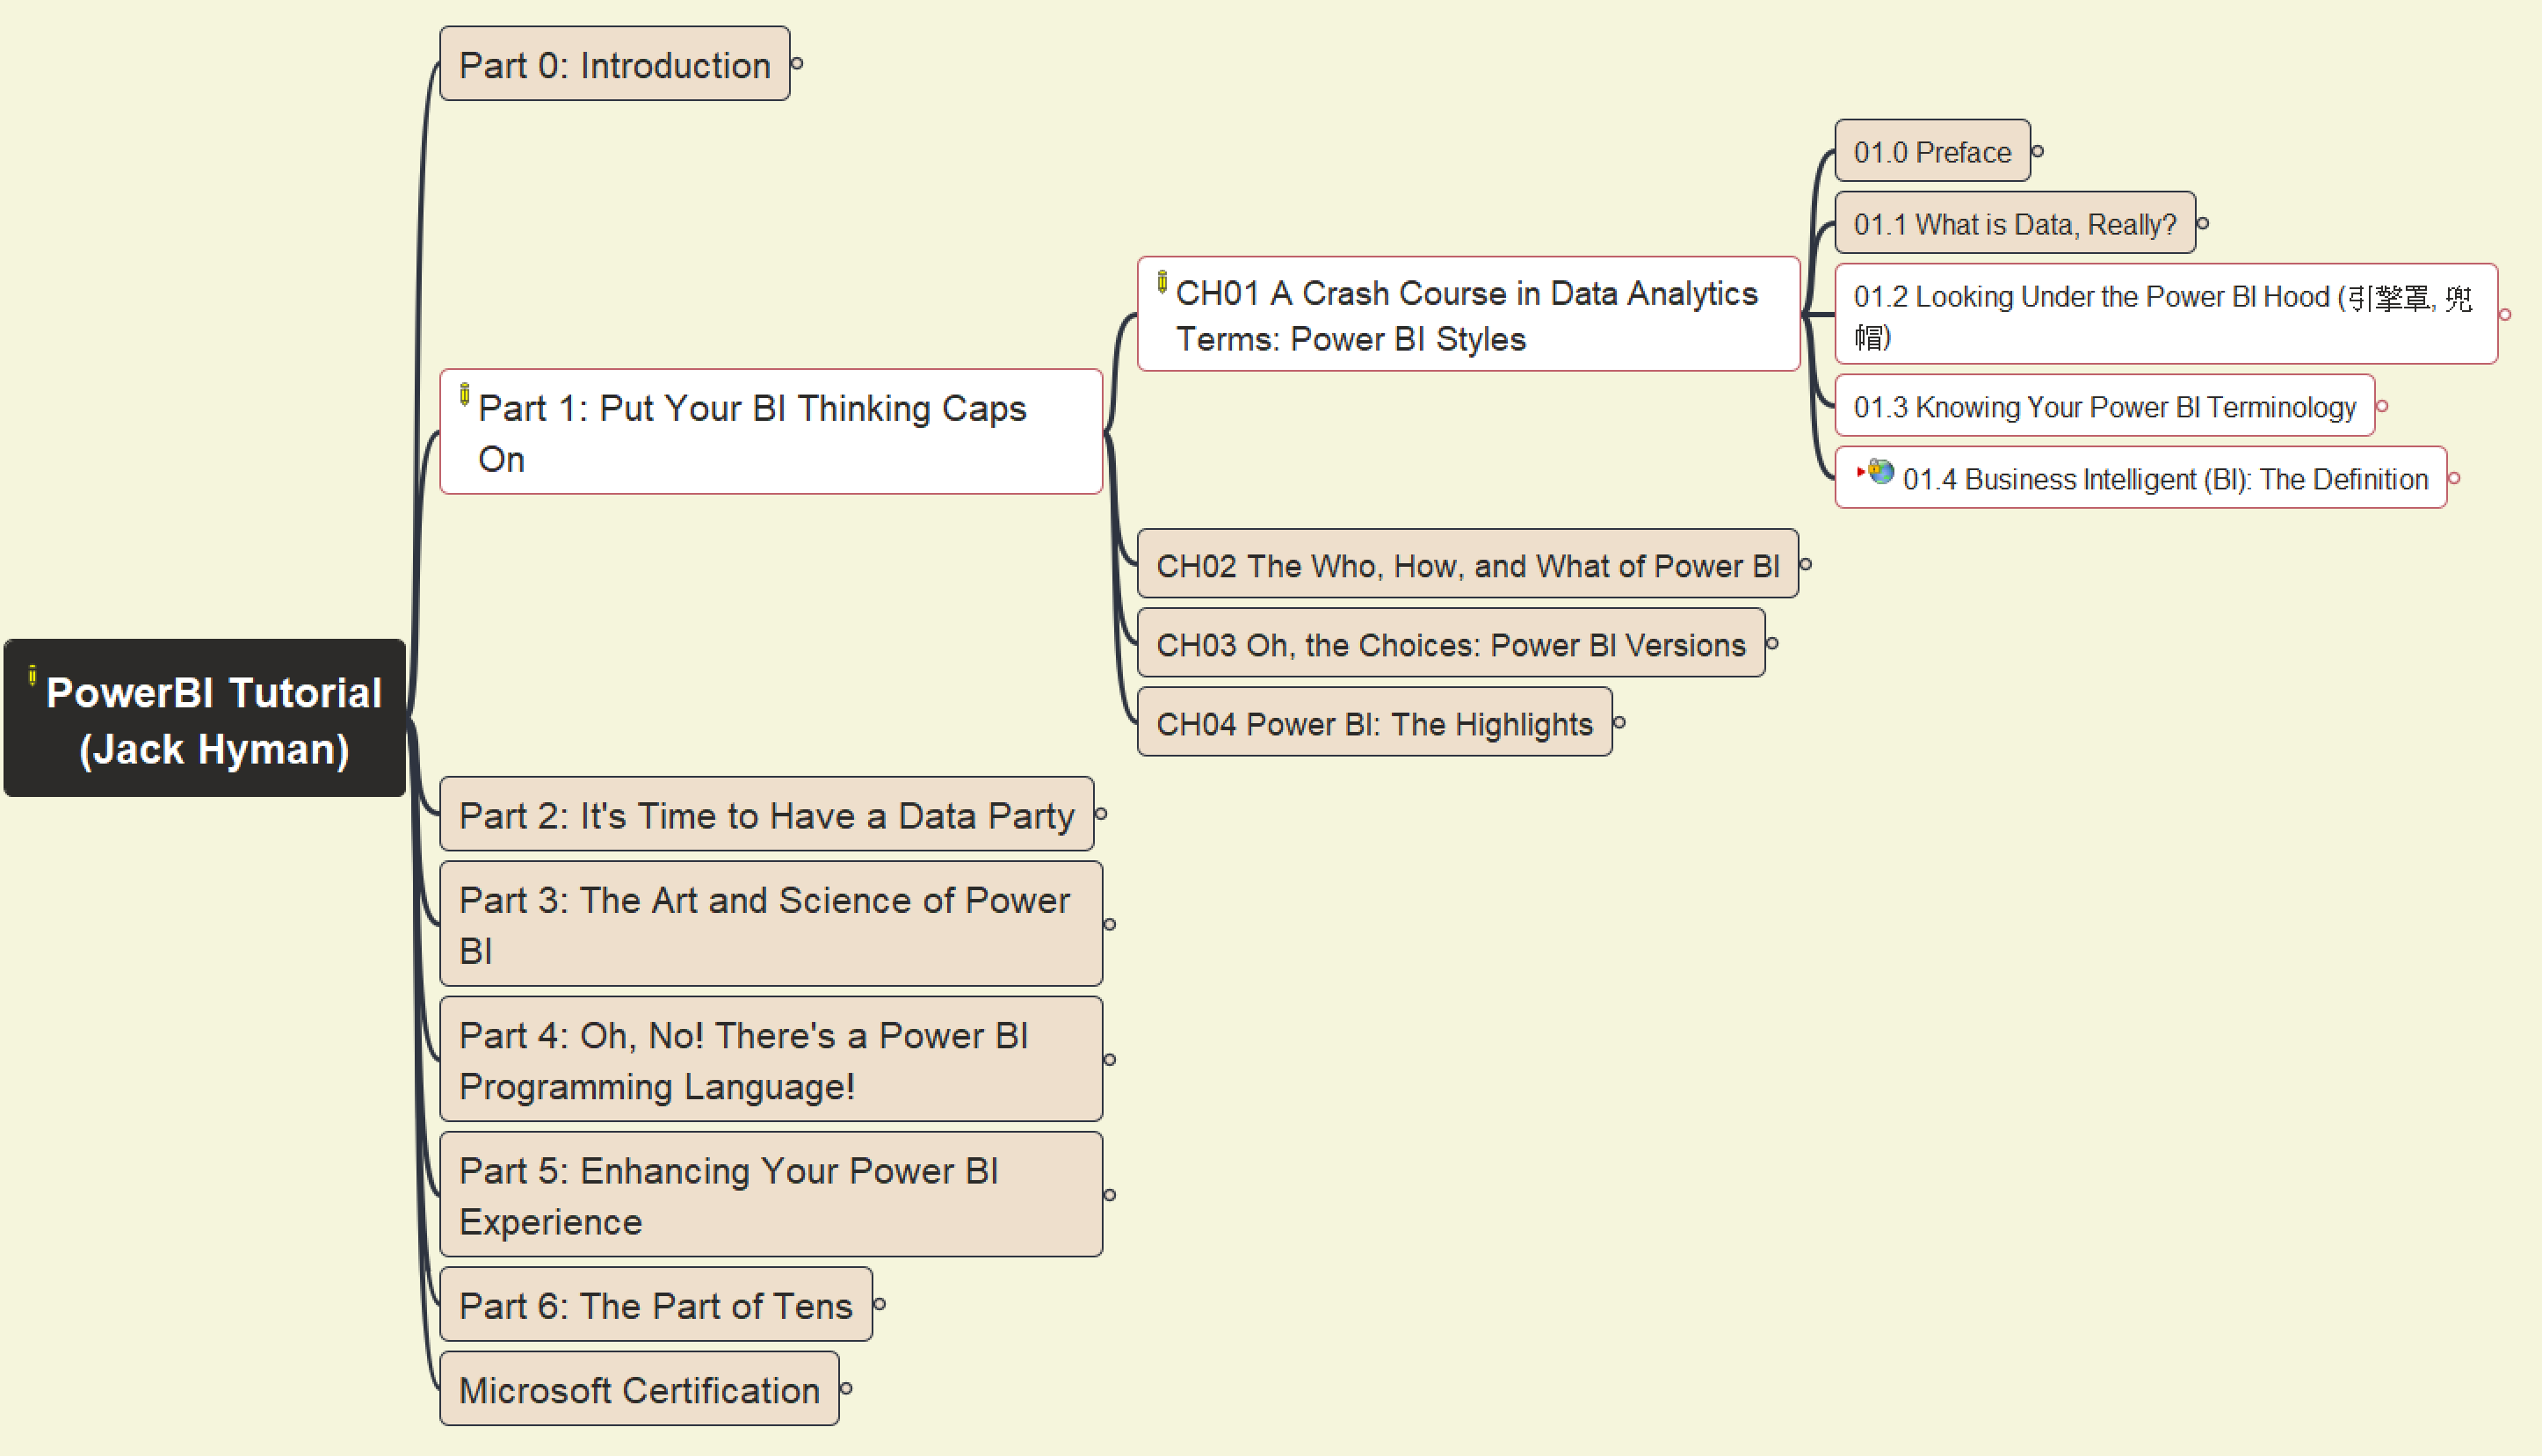 Part 0: Introduction
01.0 Preface
01.1 What is Data, Really?
CH01 A Crash Course in Data Analytics
Terms: Power BI Styles
01.2 Looking Under the Power BI Hood (引擎罩, 兜
帽)
01.3 Knowing Your Power BI Terminology
01.4 Business Intelligent (BI): The Definition
Part 1: Put Your BI Thinking Caps
On
CH02 The Who, How, and What of Power BI
CH03 Oh, the Choices: Power BI Versions
CH04 Power BI: The Highlights
PowerBI Tutorial
(Jack Hyman)
Part 2: It's Time to Have a Data Party
Part 3: The Art and Science of Power
BI
Part 4: Oh, No! There's a Power BI
Programming Language!
Part 5: Enhancing Your Power BI
Experience
Part 6: The Part of Tens
Microsoft Certification